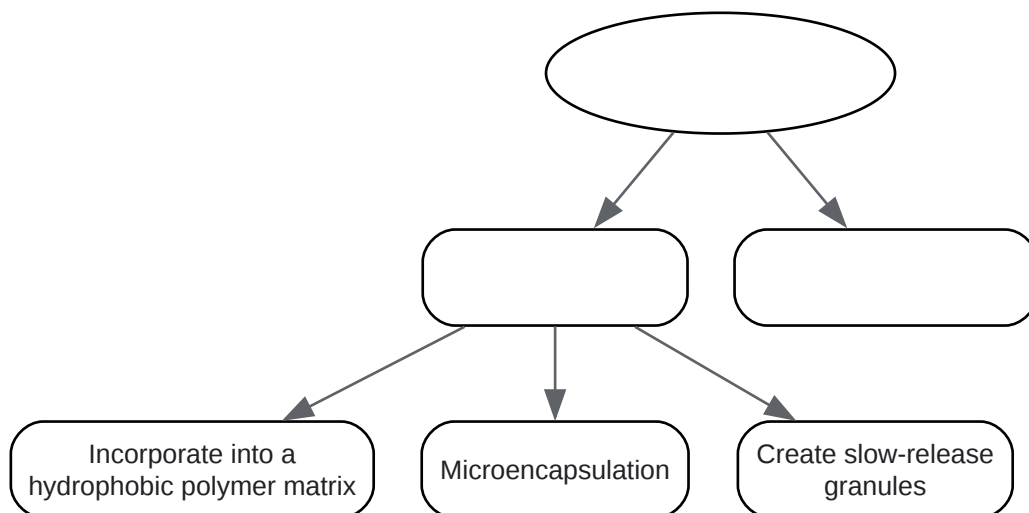 Incorporate into a
hydrophobic polymer matrix
Microencapsulation
Create slow-release
granules